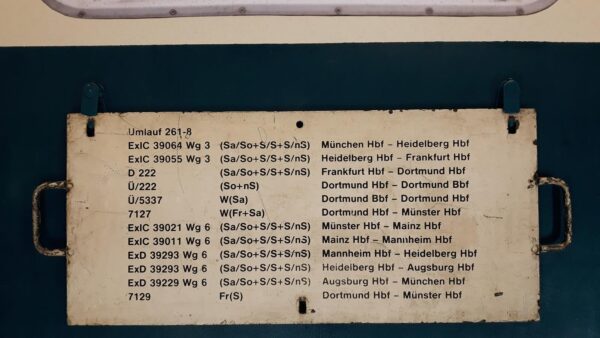 Umlauf 261-8
ExIC 39064 Wg 3 (Sa/So+S/S+S/nS) München Hbf - Heidelberg Hbf
ExIC 39055 Wg 3 (Sa/So+S/S+S/nS) Heidelberg Hbf - Frankfurt Hbf
D 222 (Sa/So+S/S+S/nS) Frankfurt Hbf - Dortmund Hbf
Ü/222 (So+nS) Dortmund Hbf - Dortmund Bbf
Ü/5337 W(Sa) Dortmund Bbf - Dortmund Hbf
7127 W(Fr+Sa) Dortmund Hbf - Münster Hbf
ExIC 39021 Wg 6 (Sa/So+S/S+S/nS) Münster Hbf - Mainz Hbf
ExIC 39011 Wg 6 (Sa/So+S/S+S/nS) Mainz Hbf - Mannheim Hbf
ExD 39293 Wg 6 (Sa/So+S/S+S/nS) Mannheim Hbf - Heidelberg Hbf
ExD 39293 Wg 6 (Sa/So+S/S+S/nS) Heidelberg Hbf - Augsburg Hbf
ExD 39229 Wg 6 (Sa/So+S/S+S/nS) Augsburg Hbf - München Hbf
7129 Fr(S) Dortmund Hbf - Münster Hbf